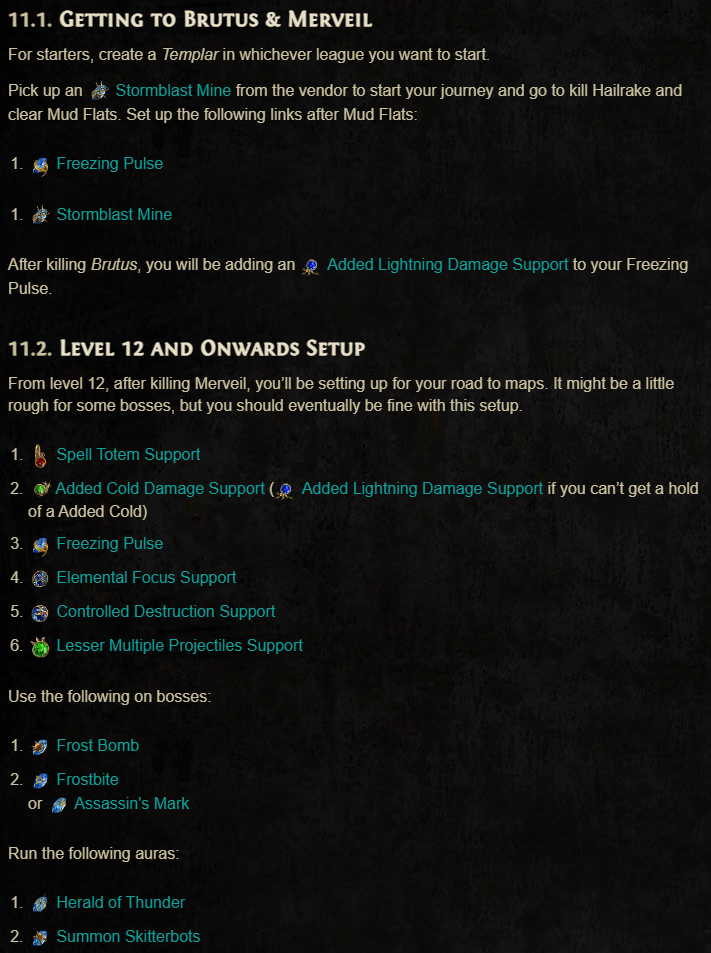 11.1. Getting to Brutus & Merveil
For starters, create a Templar in whichever league you want to start.
Pick up an Stormblast Mine from the vendor to start your journey and go to kill Hailrake and
clear Mud Flats. Set up the following links after Mud Flats:
1. Freezing Pulse
1. Stormblast Mine
After killing Brutus, you will be adding an Added Lightning Damage Support to your Freezing
Pulse.
11.2. Level 12 and Onwards Setup
From level 12, after killing Merveil, you'll be setting up for your road to maps. It might be a little
rough for some bosses, but you should eventually be fine with this setup.
1. Spell Totem Support
2. Added Cold Damage Support ( Added Lightning Damage Support if you can't get a hold
of a Added Cold)
3. Freezing Pulse
4. Elemental Focus Support
5. Controlled Destruction Support
6. Lesser Multiple Projectiles Support
Use the following on bosses:
1. Frost Bomb
2. Frostbite
or Assassin's Mark
Run the following auras:
1. Herald of Thunder
2. Summon Skitterbots